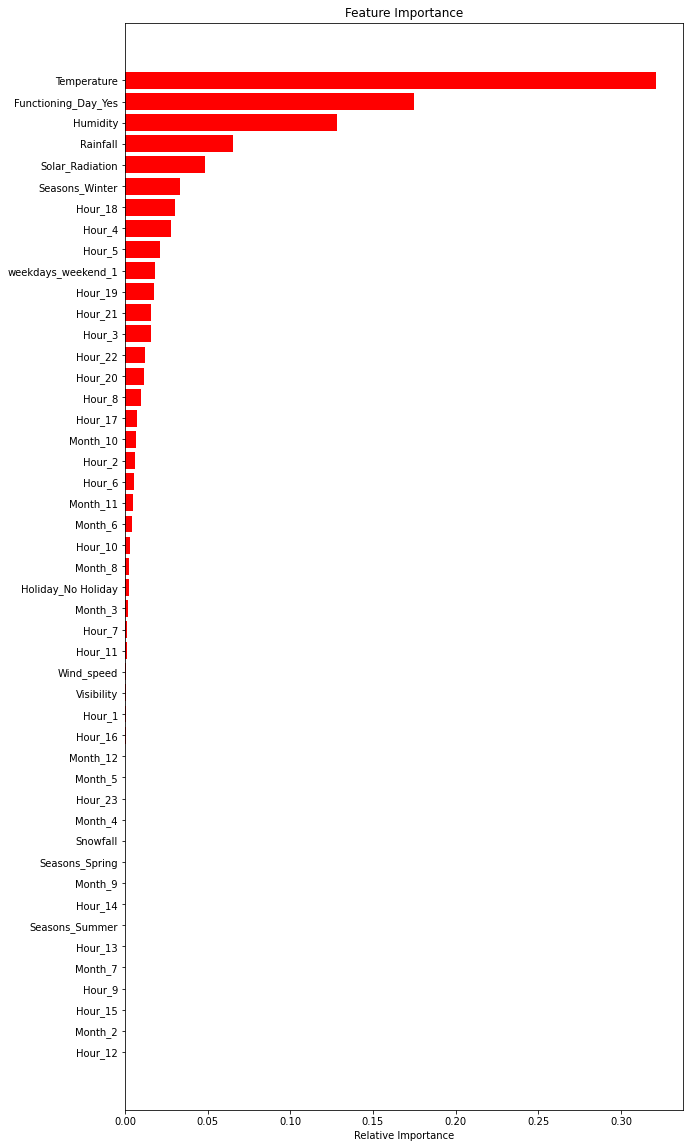 Feature Importance
Temperature
Functioning_Day_Yes
Humidity
Rainfall
Solar_Radiation
Seasons_Winter
Hour_18
Hour_4
Hour_5
weekdays_weekend_1
Hour_19
Hour_21
Hour_3
Hour_22
Hour_20
Hour_8
Hour_17
Month_10
Hour_2
Hour_6
Month_11
Month_6
Hour_10
Month_8
Holiday_No Holiday
Month_3
Hour_7
Hour_11
Wind_speed
Visibility
Hour_1
Hour_16
Month_12
Month_5
Hour_23
Month_4
Snowfall
Seasons_Spring
Month_9
Hour_14
Seasons_Summer
Hour_13
Month_7
Hour_9
Hour_15
Month_2
Hour_12
0.00 0.05 0.10 0.15 0.20 0.25 0.30
Relative Importance